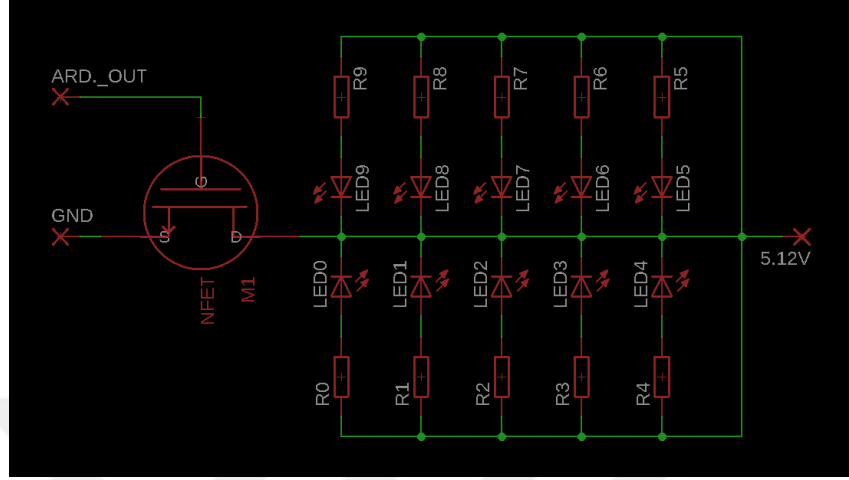 ARD._OUT
R9
R8
R7
R6
R5
LED9
LED8
LED7
LED6
LED5
G
GND
S
D
5.12V
NFET
M1
LED0
LED1
LED2
LED3
LED4
R0
R1
R2
R3
R4